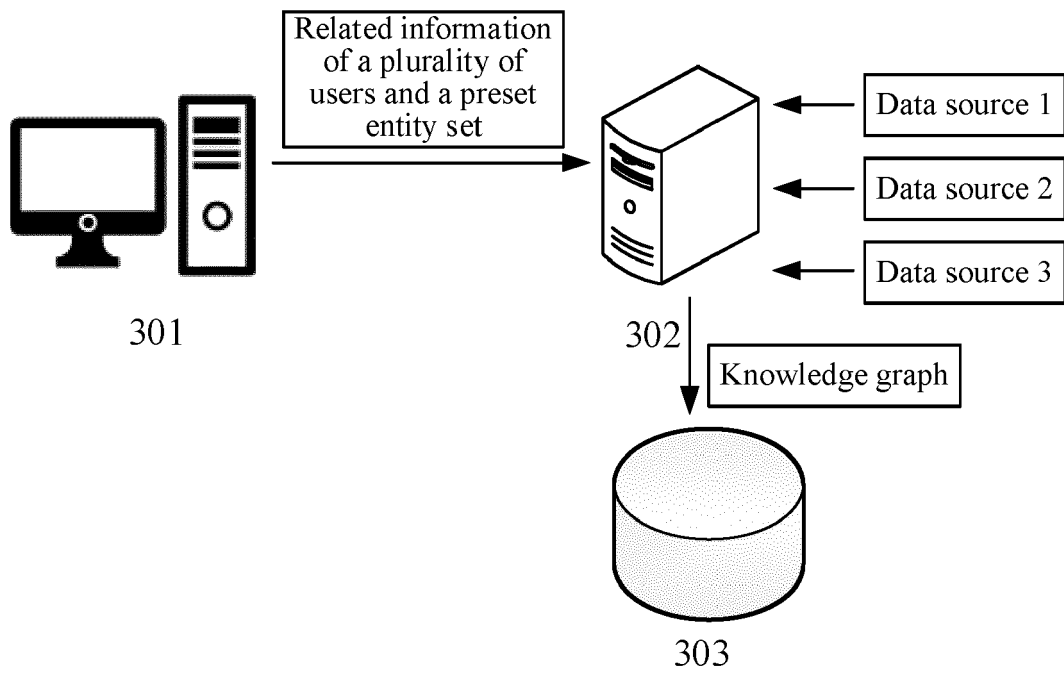 Related information
of a plurality of
users and a preset
entity set
Data source 1
Data source 2
Data source 3
301
302
Knowledge graph
303